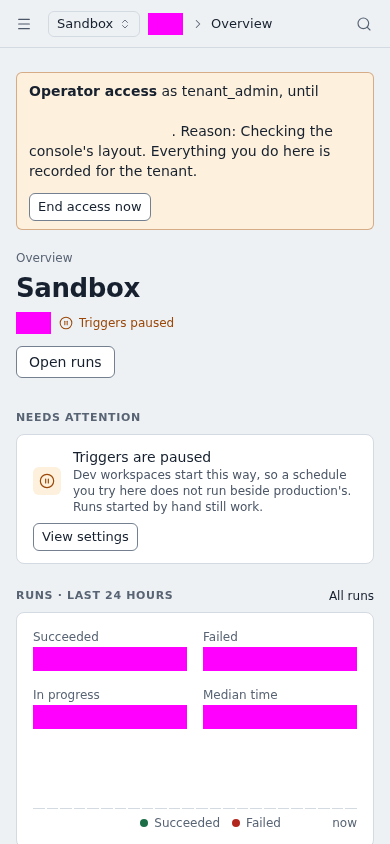 Sandbox
Overview
Operator access as tenant_admin, until
. Reason: Checking the
console's layout. Everything you do here is
recorded for the tenant.
End access now
Overview
Sandbox
Triggers paused
Open runs
NEEDS ATTENTION
Triggers are paused
Dev workspaces start this way, so a schedule
you try here does not run beside production's.
Runs started by hand still work.
View settings
RUNS · LAST 24 HOURS
All runs
Succeeded
Failed
In progress
Median time
Succeeded
Failed
now